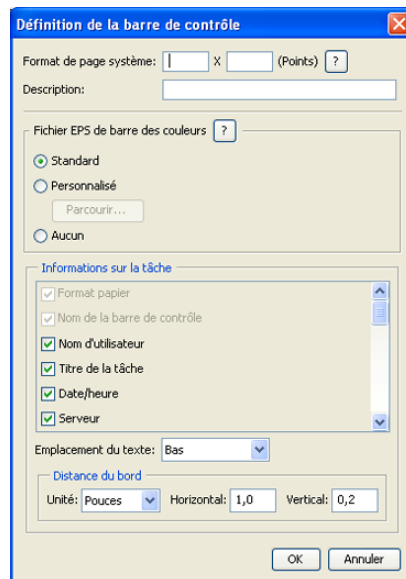 Définition de la barre de contrôle
Format de page système: X (Points) ?
Description:
Fichier EPS de barre des couleurs ?
Standard
Personnalisé
Parcourir...
Aucun
Informations sur la tâche
Format papier
Nom de la barre de contrôle
Nom d'utilisateur
Titre de la tâche
Date/heure
Serveur
Emplacement du texte: Bas
Distance du bord
Unité: Pouces Horizontal: 1,0 Vertical: 0,2
OK Annuler